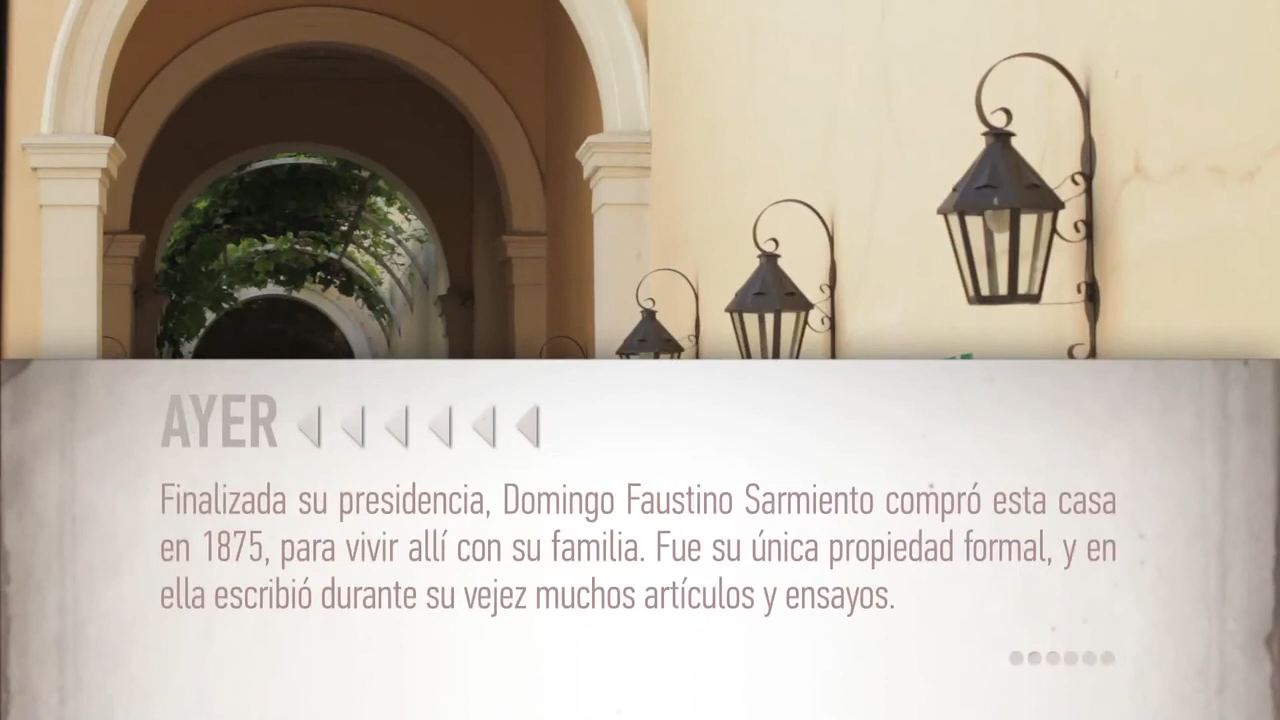 AYER
Finalizada su presidencia, Domingo Faustino Sarmiento compró esta casa
en 1875, para vivir allí con su familia. Fue su única propiedad formal, y en
ella escribió durante su vejez muchos artículos y ensayos.